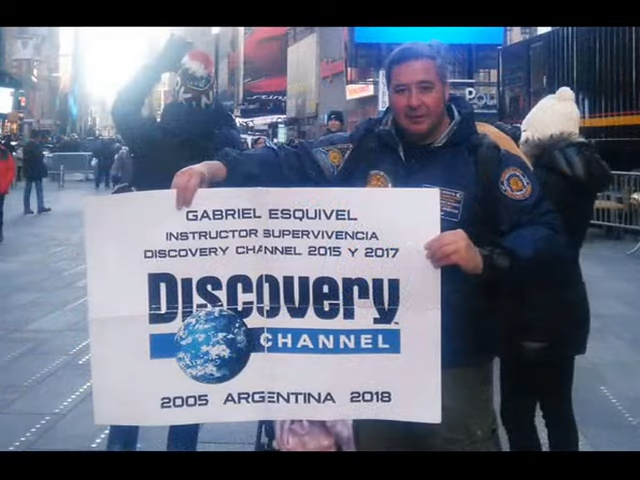 GABRIEL ESQUIVEL
INSTRUCTOR SUPERVIVENCIA
DISCOVERY CHANNEL 2015 Y 2017
Discovery
CHANNEL
2005 ARGENTINA 2018